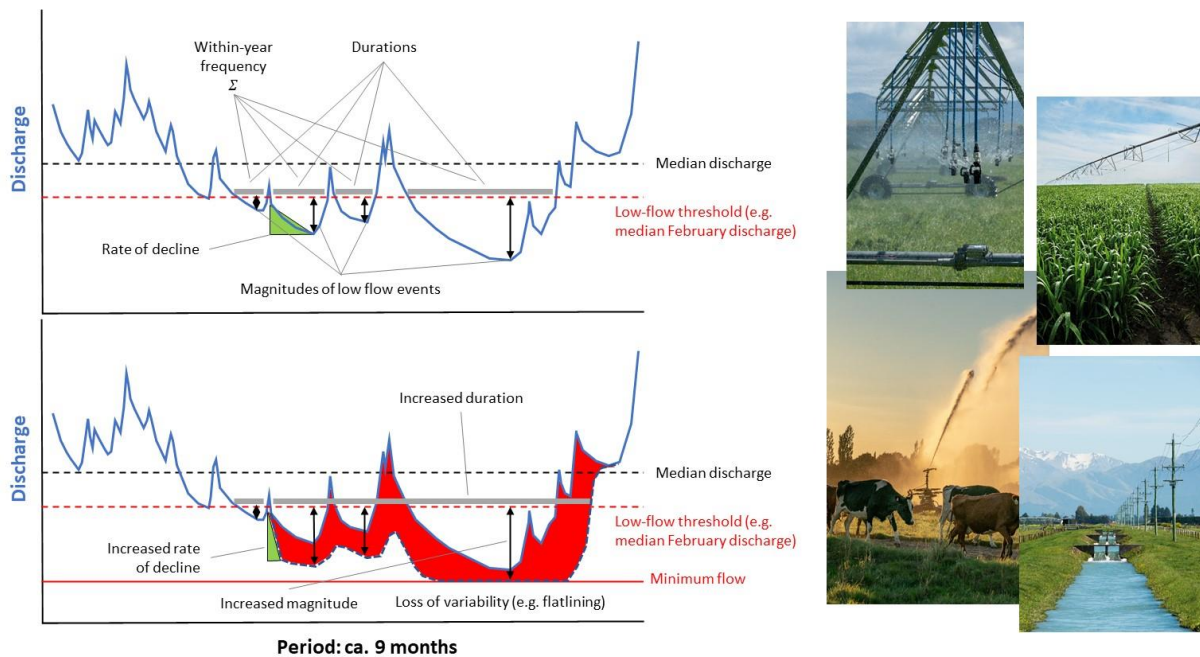 Within-year
frequency
Σ
Durations
Discharge
Median discharge
Low-flow threshold (e.g.
median February discharge)
Rate of decline
Magnitudes of low flow events
Increased duration
Discharge
Median discharge
Low-flow threshold (e.g.
median February discharge)
Increased rate
of decline
Minimum flow
Increased magnitude
Loss of variability (e.g. flatlining)
Period: ca. 9 months